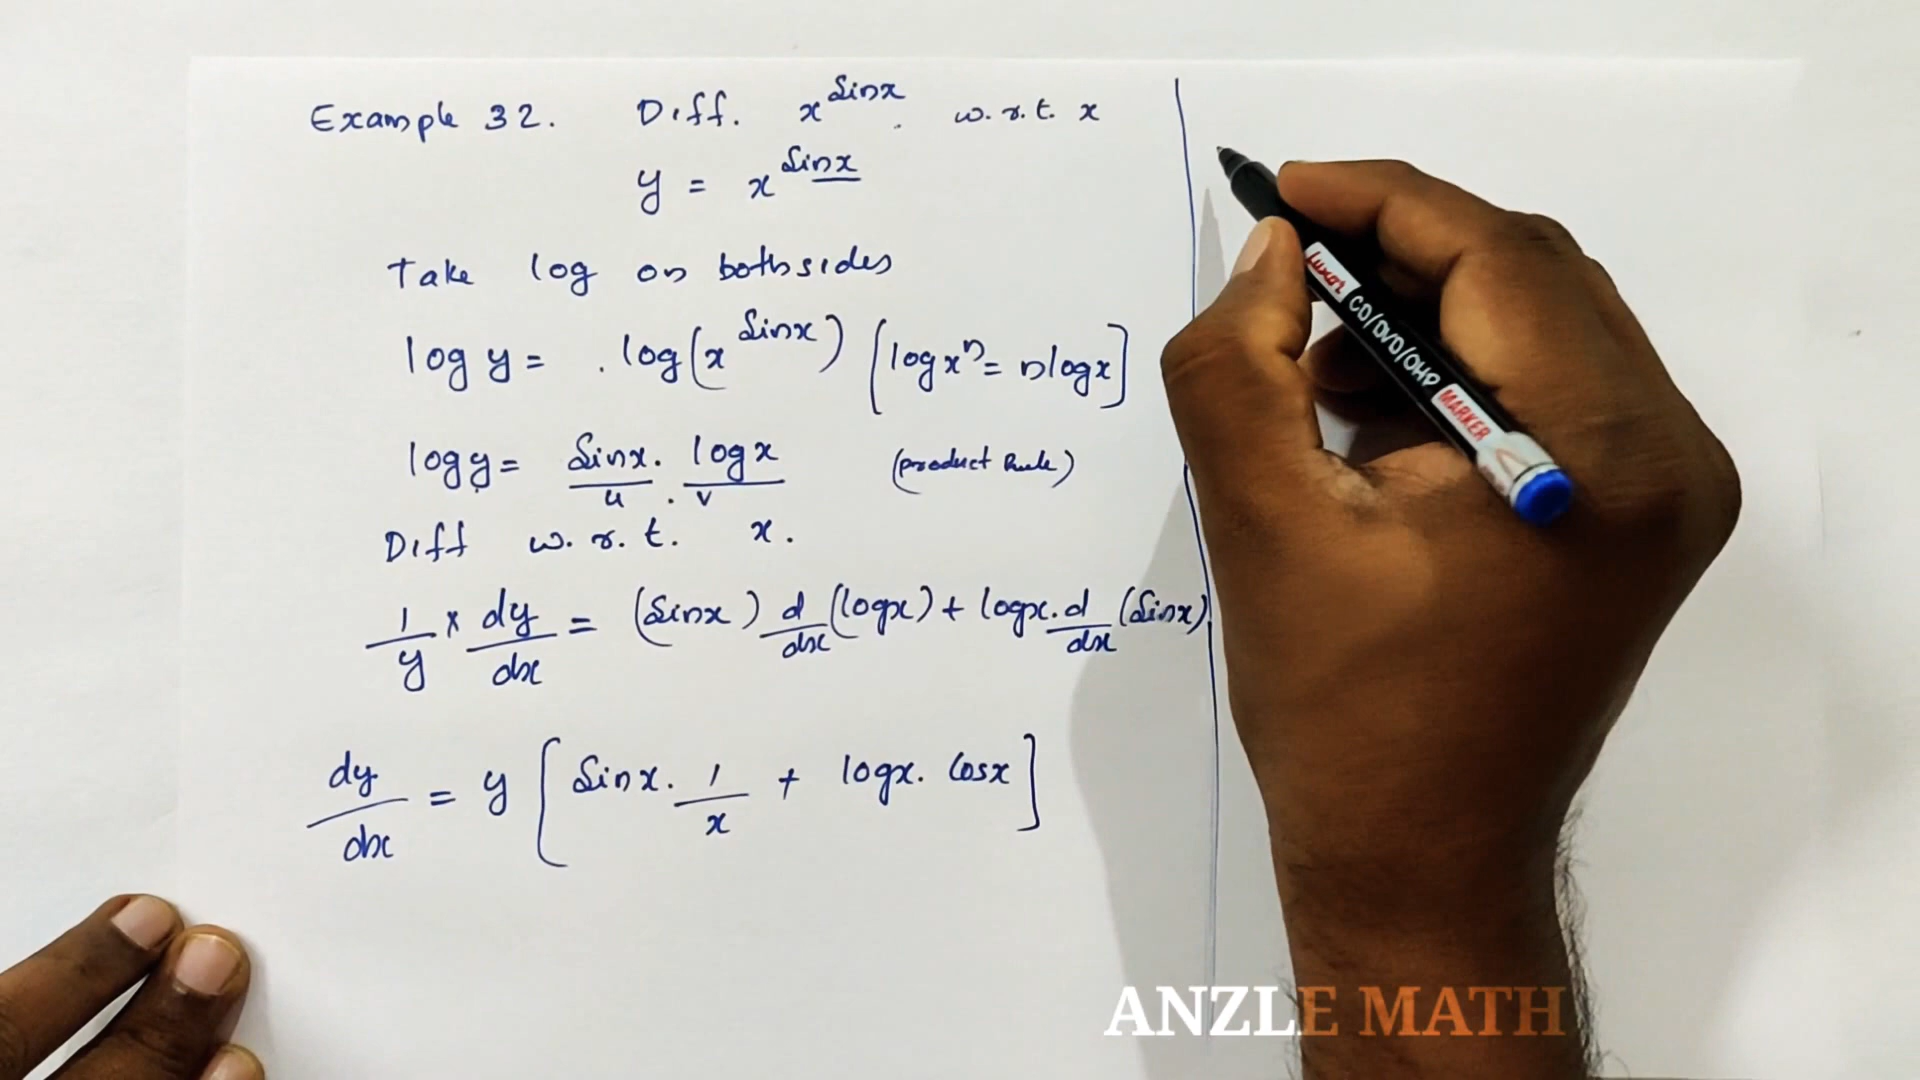 Example 32. Diff. x^sinx w.r.t. x
y = x^sinx
Take log on bothsides
log y = . log(x^sinx) [log x^n = n log x]
log y = sinx . log x (product Rule)
u . v
Diff w.r.t. x.
1/y × dy/dx = (sinx) d/dx (logx) + logx. d/dx (sinx)
dy/dx = y [sinx . 1/x + logx. cosx]
Luxor CD/DVD/OHP MARKER
ANZLE MATH